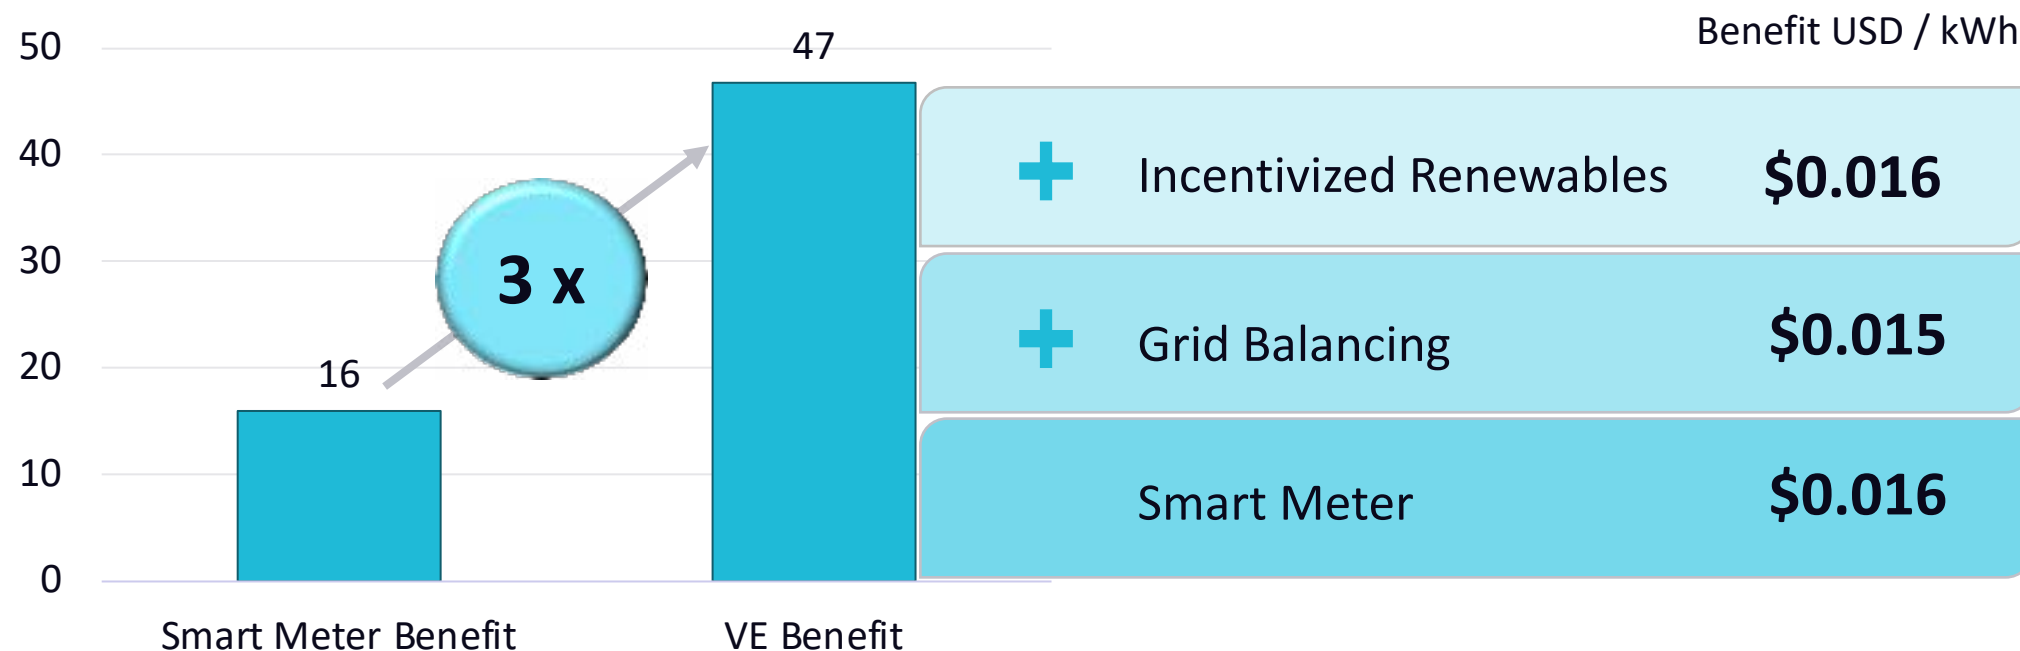 Benefit USD / kWh
50
40
30
20
10
0
47
16
3 x
Smart Meter Benefit
VE Benefit
+ Incentivized Renewables $0.016
+ Grid Balancing $0.015
Smart Meter $0.016